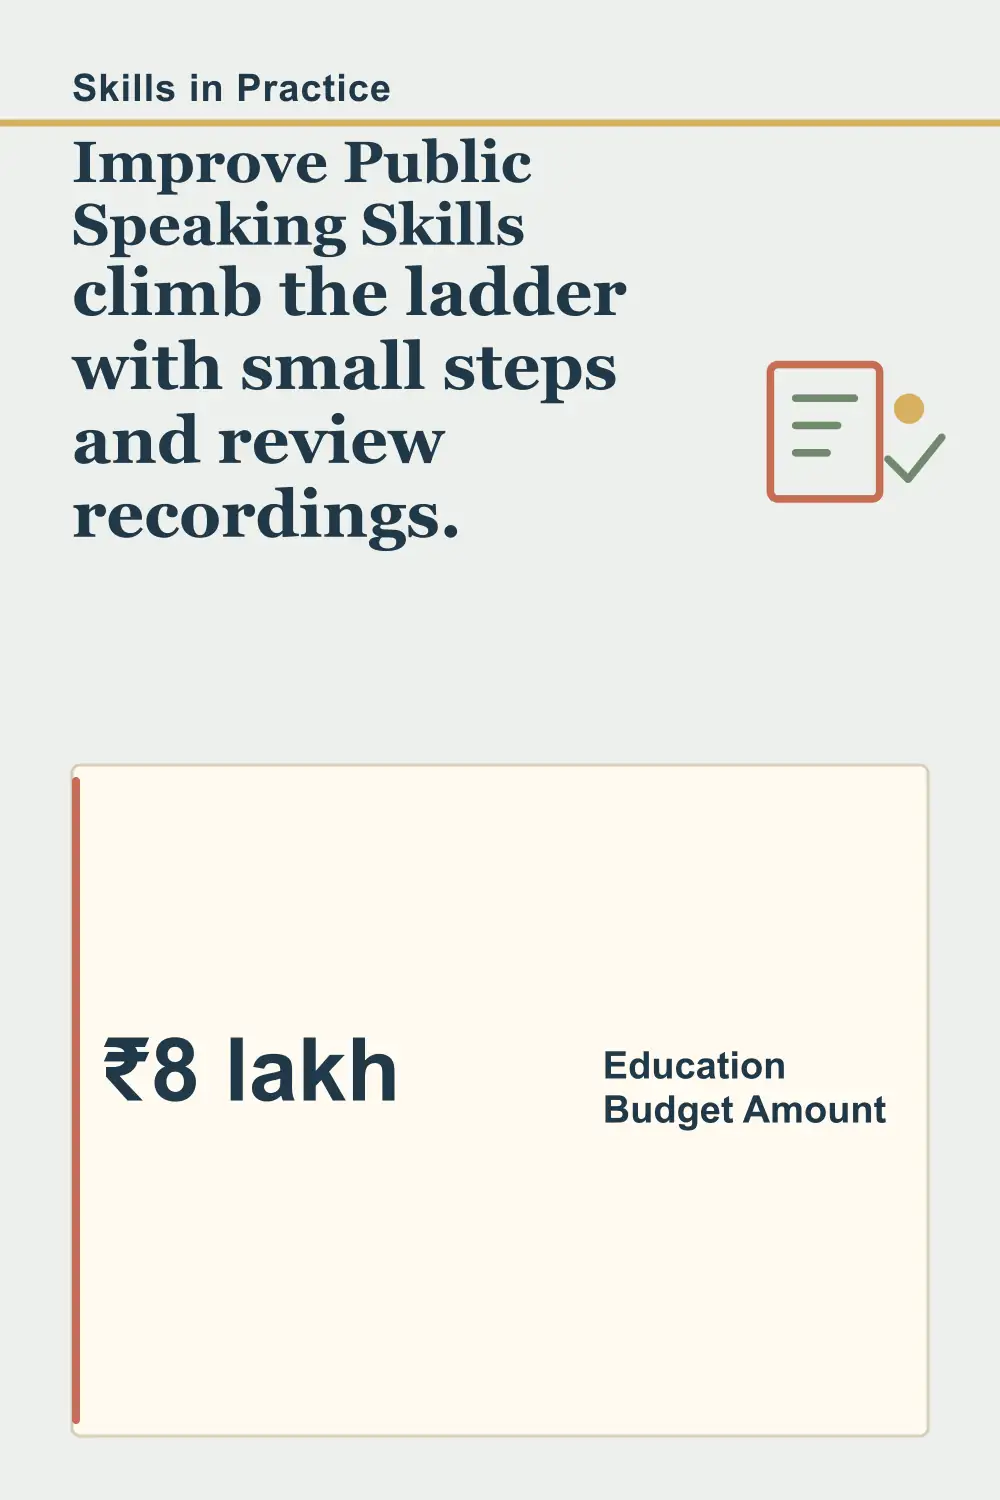 Skills in Practice
Improve Public
Speaking Skills
climb the ladder
with small steps
and review
recordings.
₹8 lakh
Education
Budget Amount